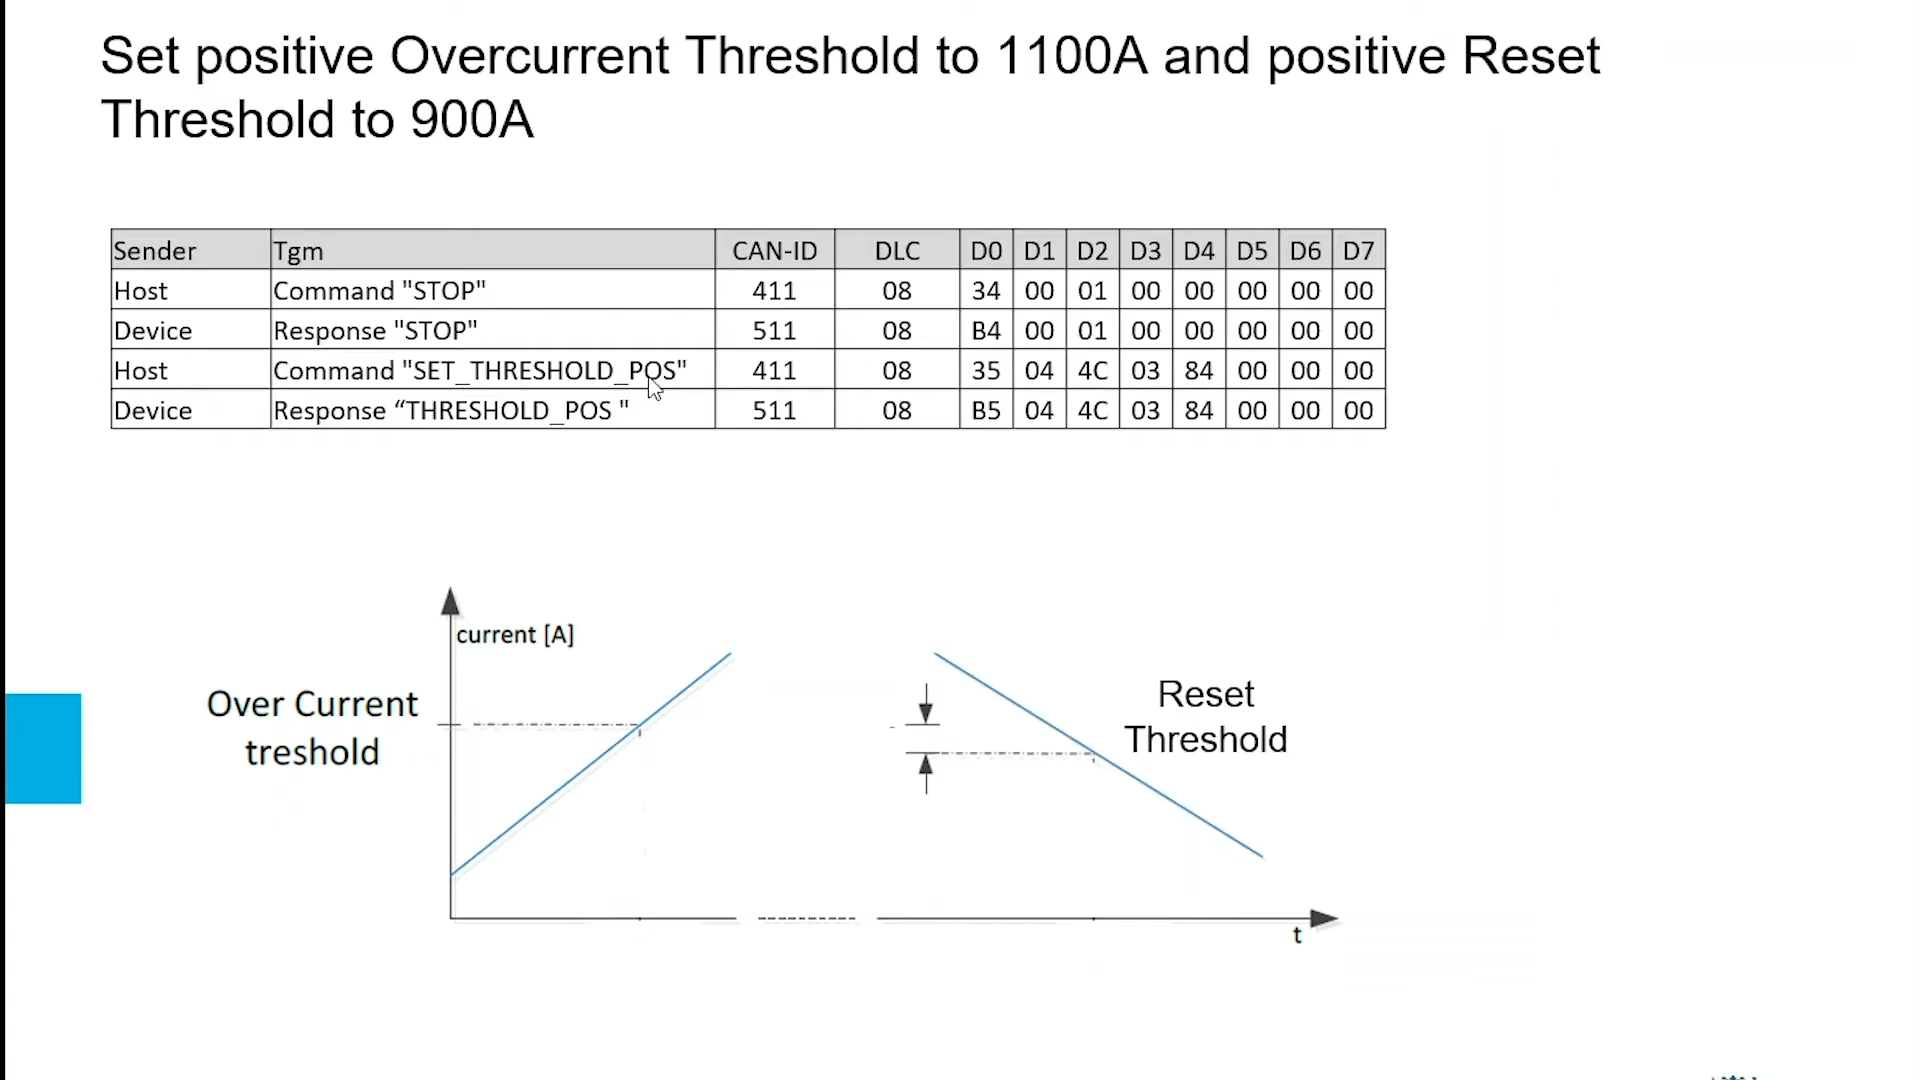 Set positive Overcurrent Threshold to 1100A and positive Reset
Threshold to 900A
Sender Tgm CAN-ID DLC D0 D1 D2 D3 D4 D5 D6 D7
Host Command "STOP" 411 08 34 00 01 00 00 00 00 00
Device Response "STOP" 511 08 B4 00 01 00 00 00 00 00
Host Command "SET_THRESHOLD_POS" 411 08 35 04 4C 03 84 00 00 00
Device Response “THRESHOLD_POS " 511 08 B5 04 4C 03 84 00 00 00
current [A]
Over Current
treshold
Reset
Threshold
t